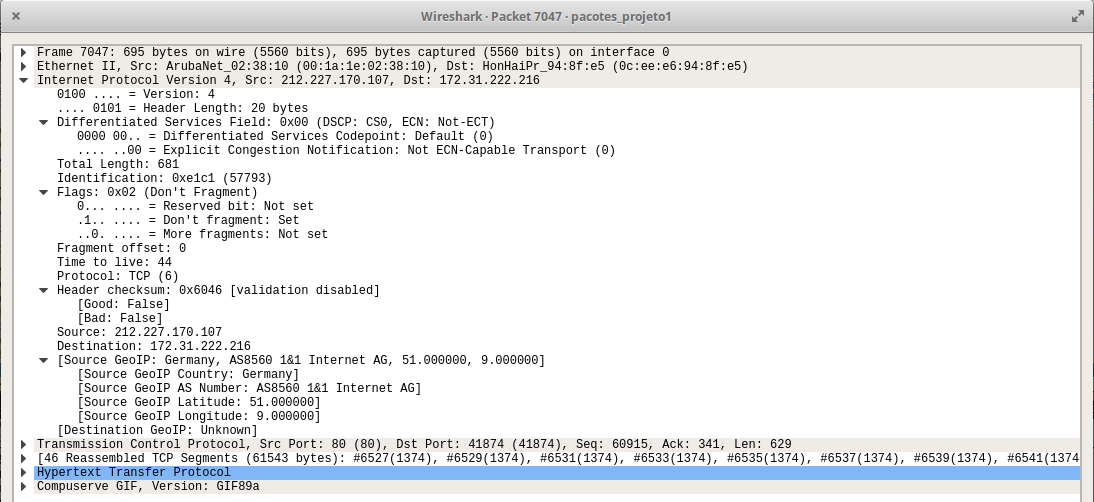 Wireshark · Packet 7047 · pacotes_projeto1
Frame 7047: 695 bytes on wire (5560 bits), 695 bytes captured (5560 bits) on interface 0
Ethernet II, Src: ArubaNet_02:38:10 (00:1a:1e:02:38:10), Dst: HonHaiPr_94:8f:e5 (0c:ee:e6:94:8f:e5)
Internet Protocol Version 4, Src: 212.227.170.107, Dst: 172.31.222.216
0100 .... = Version: 4
.... 0101 = Header Length: 20 bytes
Differentiated Services Field: 0x00 (DSCP: CS0, ECN: Not-ECT)
0000 00.. = Differentiated Services Codepoint: Default (0)
.... ..00 = Explicit Congestion Notification: Not ECN-Capable Transport (0)
Total Length: 681
Identification: 0xe1c1 (57793)
Flags: 0x02 (Don't Fragment)
0... .... = Reserved bit: Not set
.1.. .... = Don't fragment: Set
..0. .... = More fragments: Not set
Fragment offset: 0
Time to live: 44
Protocol: TCP (6)
Header checksum: 0x6046 [validation disabled]
[Good: False]
[Bad: False]
Source: 212.227.170.107
Destination: 172.31.222.216
[Source GeoIP: Germany, AS8560 1&1 Internet AG, 51.000000, 9.000000]
[Source GeoIP Country: Germany]
[Source GeoIP AS Number: AS8560 1&1 Internet AG]
[Source GeoIP Latitude: 51.000000]
[Source GeoIP Longitude: 9.000000]
[Destination GeoIP: Unknown]
Transmission Control Protocol, Src Port: 80 (80), Dst Port: 41874 (41874), Seq: 60915, Ack: 341, Len: 629
[46 Reassembled TCP Segments (61543 bytes): #6527(1374), #6529(1374), #6531(1374), #6533(1374), #6535(1374), #6537(1374), #6539(1374), #6541(1374
Hypertext Transfer Protocol
Compuserve GIF, Version: GIF89a